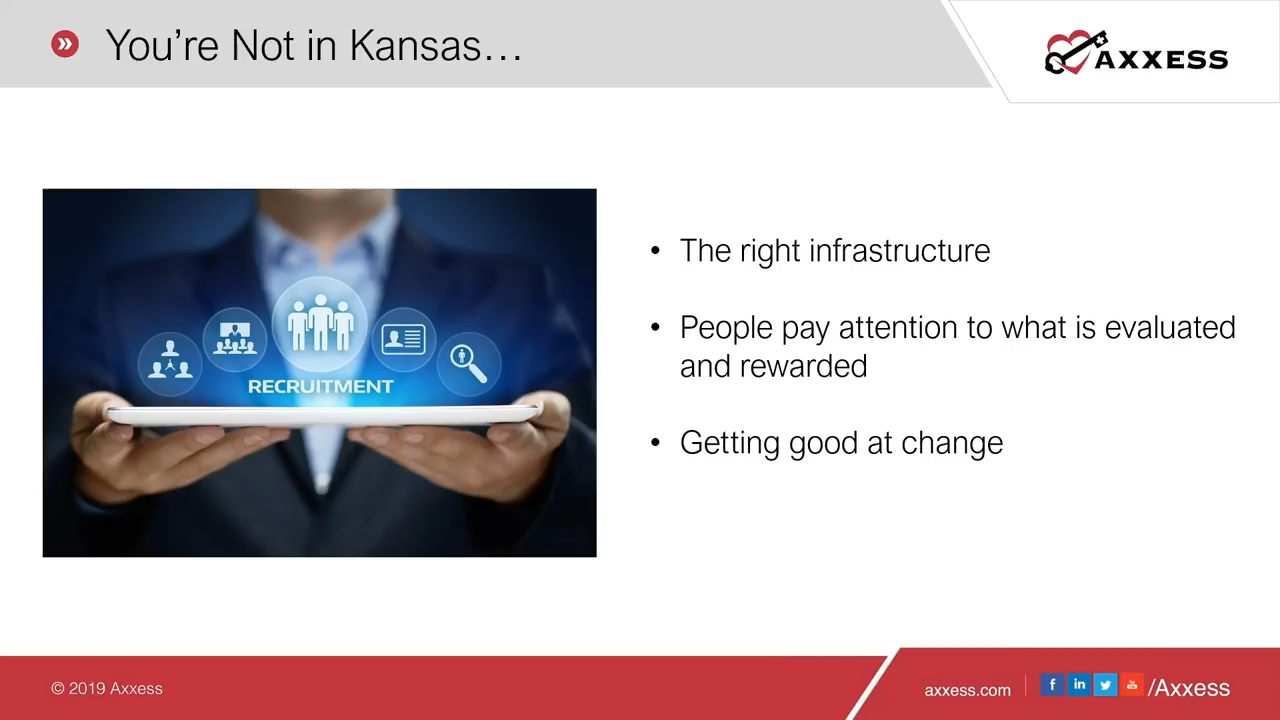 You're Not in Kansas…
AXXESS
RECRUITMENT
• The right infrastructure
• People pay attention to what is evaluated
and rewarded
• Getting good at change
© 2019 Axxess
axxess.com
/Axxess